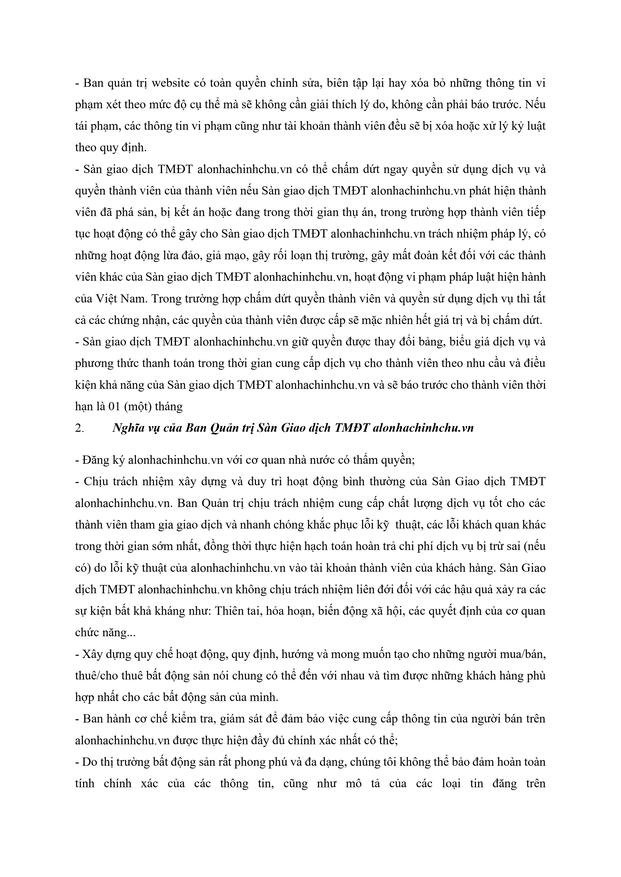 - Ban quản trị website có toàn quyền chỉnh sửa, biên tập lại hay xóa bỏ những thông tin vi
phạm xét theo mức độ cụ thể mà sẽ không cần giải thích lý do, không cần phải báo trước. Nếu
tái phạm, các thông tin vi phạm cũng như tài khoản thành viên đều sẽ bị xóa hoặc xử lý kỷ luật
theo quy định.
- Sàn giao dịch TMĐT alonhachinhchu.vn có thể chấm dứt ngay quyền sử dụng dịch vụ và
quyền thành viên của thành viên nếu Sàn giao dịch TMĐT alonhachinhchu.vn phát hiện thành
viên đã phá sản, bị kết án hoặc đang trong thời gian thụ án, trong trường hợp thành viên tiếp
tục hoạt động có thể gây cho Sàn giao dịch TMĐT alonhachinhchu.vn trách nhiệm pháp lý, có
những hoạt động lừa đảo, giả mạo, gây rối loạn thị trường, gây mất đoàn kết đối với các thành
viên khác của Sàn giao dịch TMĐT alonhachinhchu.vn, hoạt động vi phạm pháp luật hiện hành
của Việt Nam. Trong trường hợp chấm dứt quyền thành viên và quyền sử dụng dịch vụ thì tất
cả các chứng nhận, các quyền của thành viên được cấp sẽ mặc nhiên hết giá trị và bị chấm dứt.
- Sàn giao dịch TMĐT alonhachinhchu.vn giữ quyền được thay đổi bảng, biểu giá dịch vụ và
phương thức thanh toán trong thời gian cung cấp dịch vụ cho thành viên theo nhu cầu và điều
kiện khả năng của Sàn giao dịch TMĐT alonhachinhchu.vn và sẽ báo trước cho thành viên thời
hạn là 01 (một) tháng
2. Nghĩa vụ của Ban Quản trị Sàn Giao dịch TMĐT alonhachinhchu.vn
- Đăng ký alonhachinhchu.vn với cơ quan nhà nước có thẩm quyền;
- Chịu trách nhiệm xây dựng và duy trì hoạt động bình thường của Sàn Giao dịch TMĐT
alonhachinhchu.vn. Ban Quản trị chịu trách nhiệm cung cấp chất lượng dịch vụ tốt cho các
thành viên tham gia giao dịch và nhanh chóng khắc phục lỗi kỹ thuật, các lỗi khách quan khác
trong thời gian sớm nhất, đồng thời thực hiện hạch toán hoàn trả chi phí dịch vụ bị trừ sai (nếu
có) do lỗi kỹ thuật của alonhachinhchu.vn vào tài khoản thành viên của khách hàng. Sàn Giao
dịch TMĐT alonhachinhchu.vn không chịu trách nhiệm liên đới đối với các hậu quả xảy ra các
sự kiện bất khả kháng như: Thiên tai, hỏa hoạn, biến động xã hội, các quyết định của cơ quan
chức năng...
- Xây dựng quy chế hoạt động, quy định, hướng và mong muốn tạo cho những người mua/bán,
thuê/cho thuê bất động sản nói chung có thể đến với nhau và tìm được những khách hàng phù
hợp nhất cho các bất động sản của mình.
- Ban hành cơ chế kiểm tra, giám sát để đảm bảo việc cung cấp thông tin của người bán trên
alonhachinhchu.vn được thực hiện đầy đủ chính xác nhất có thể;
- Do thị trường bất động sản rất phong phú và đa dạng, chúng tôi không thể bảo đảm hoàn toàn
tính chính xác của các thông tin, cũng như mô tả của các loại tin đăng trên